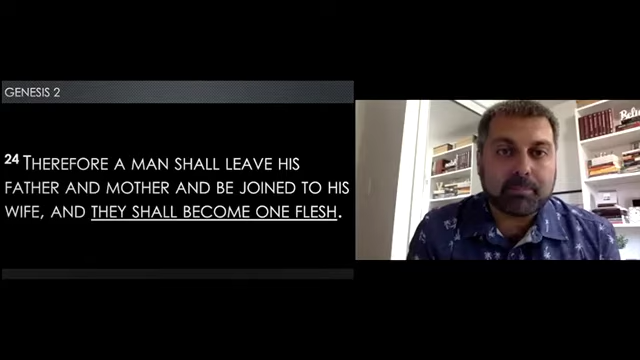 GENESIS 2
24 THEREFORE A MAN SHALL LEAVE HIS
FATHER AND MOTHER AND BE JOINED TO HIS
WIFE, AND THEY SHALL BECOME ONE FLESH.